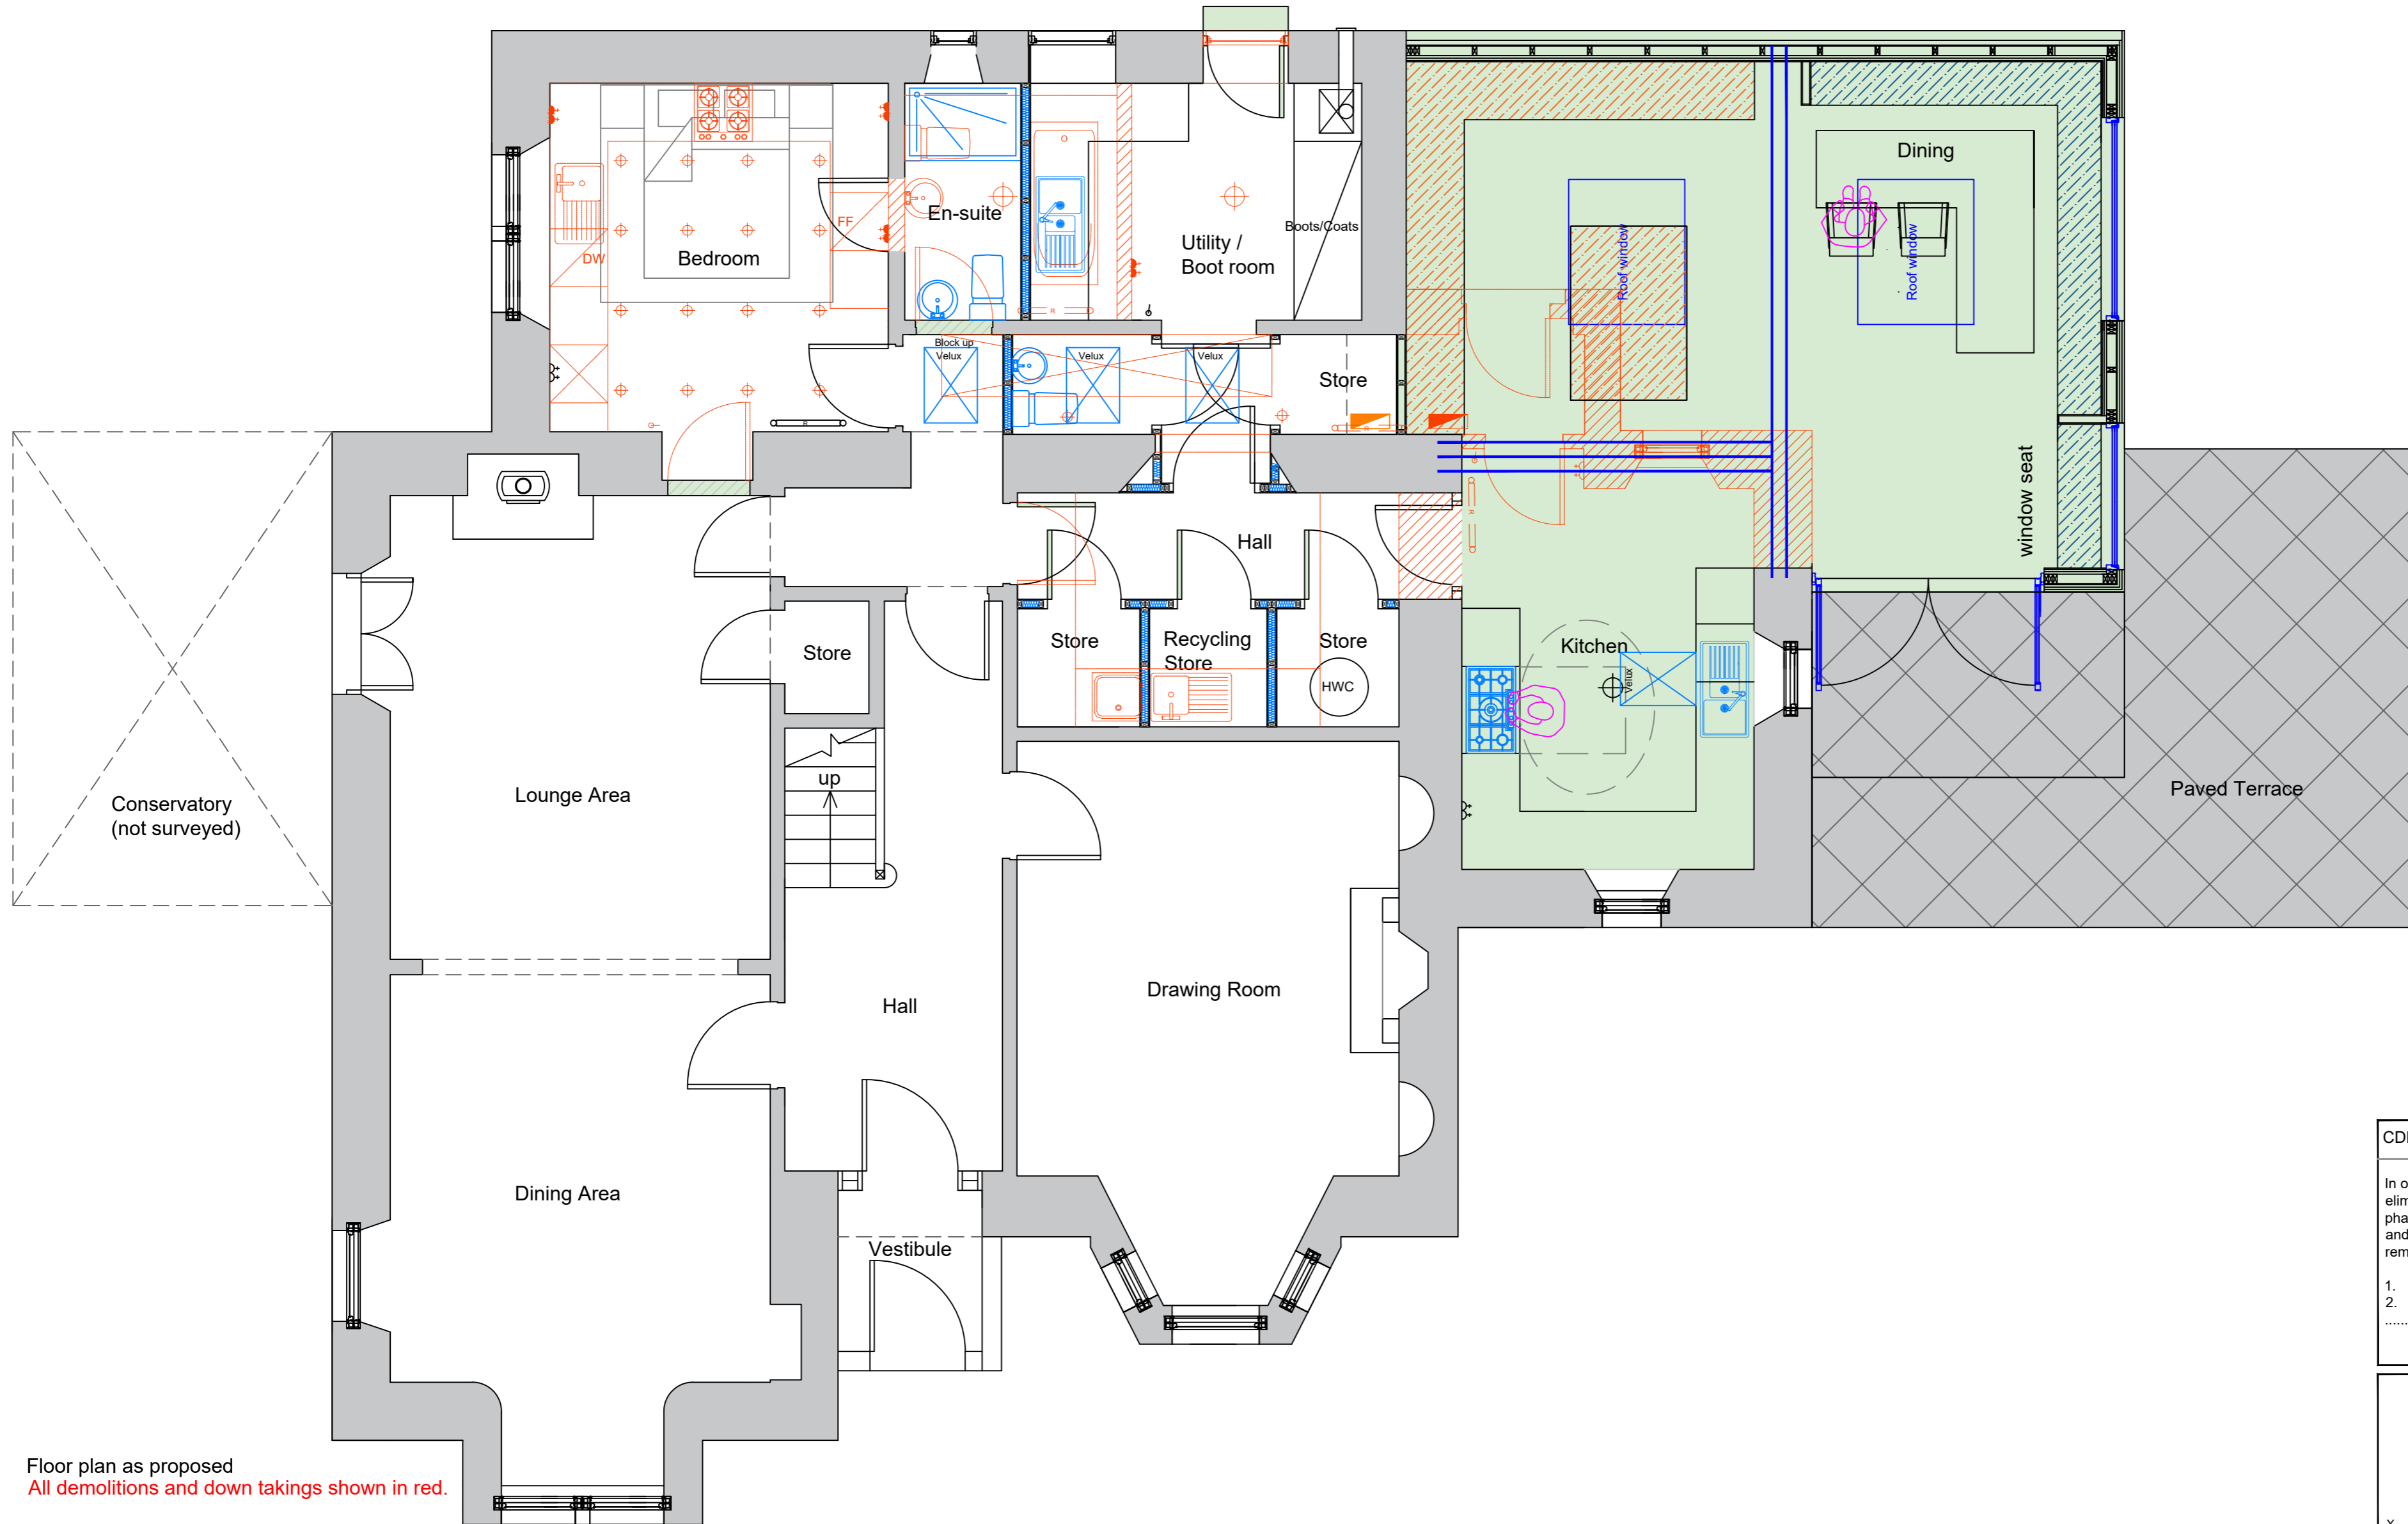 Dining
En-suite
FF
Boots/Coats
Utility /
Boot room
Bedroom
DW
Roof window
Roof window
R
Block up
Velux
Velux
Velux
Store
R
R
R
window seat
Hall
Store
Recycling
Store
Store
Kitchen
Velux
Store
HWC
up
Lounge Area
Conservatory
(not surveyed)
Paved Terrace
Drawing Room
Hall
Dining Area
Vestibule
1.
2.
Floor plan as proposed
All demolitions and down takings shown in red.